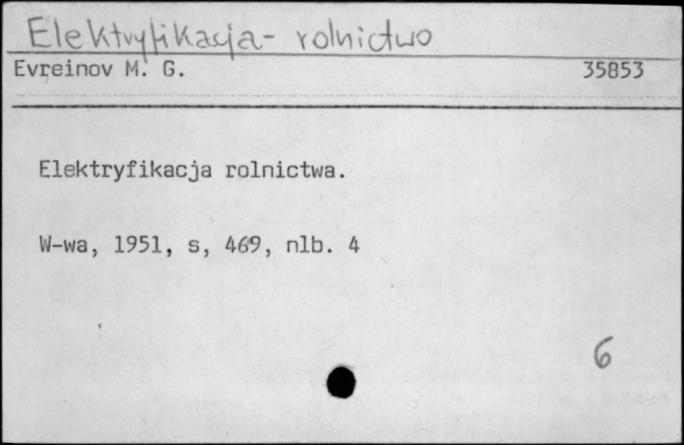 Elektryfikacja - rolnictwo
Evreinov M. G. 35853
Elektryfikacja rolnictwa.
W-wa, 1951, s, 469, nlb. 4
6